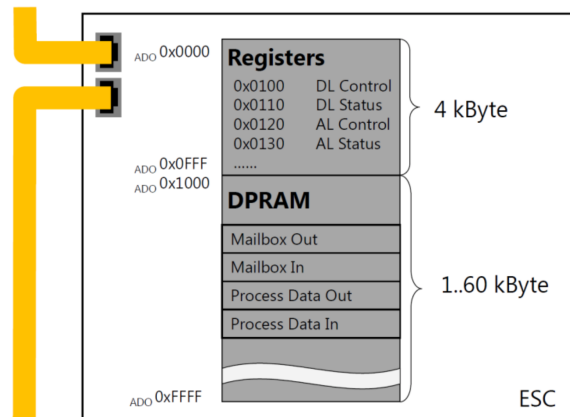 ADO 0x0000
Registers
0x0100 DL Control
0x0110 DL Status
0x0120 AL Control
0x0130 AL Status
......
4 kByte
ADO 0x0FFF
ADO 0x1000
DPRAM
Mailbox Out
Mailbox In
Process Data Out
Process Data In
1..60 kByte
ADO 0xFFFF
ESC